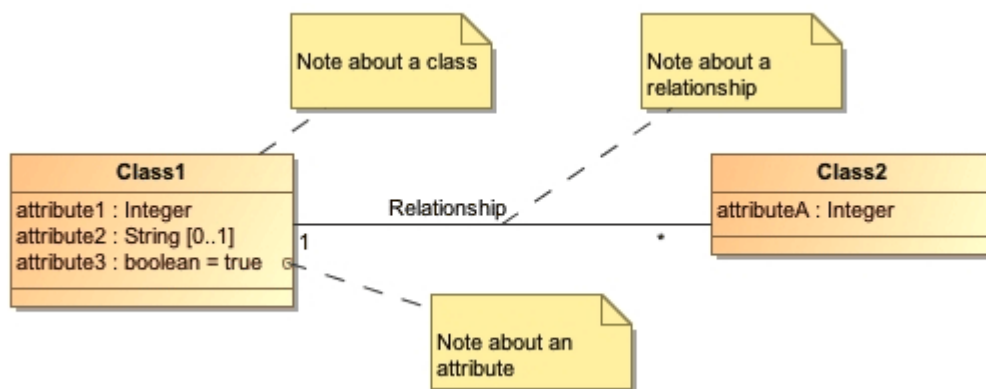 Note about a class
Note about a
relationship
Class1
attribute1 : Integer
attribute2 : String [0..1]
attribute3 : boolean = true
Relationship
1
*
Class2
attributeA : Integer
Note about an
attribute